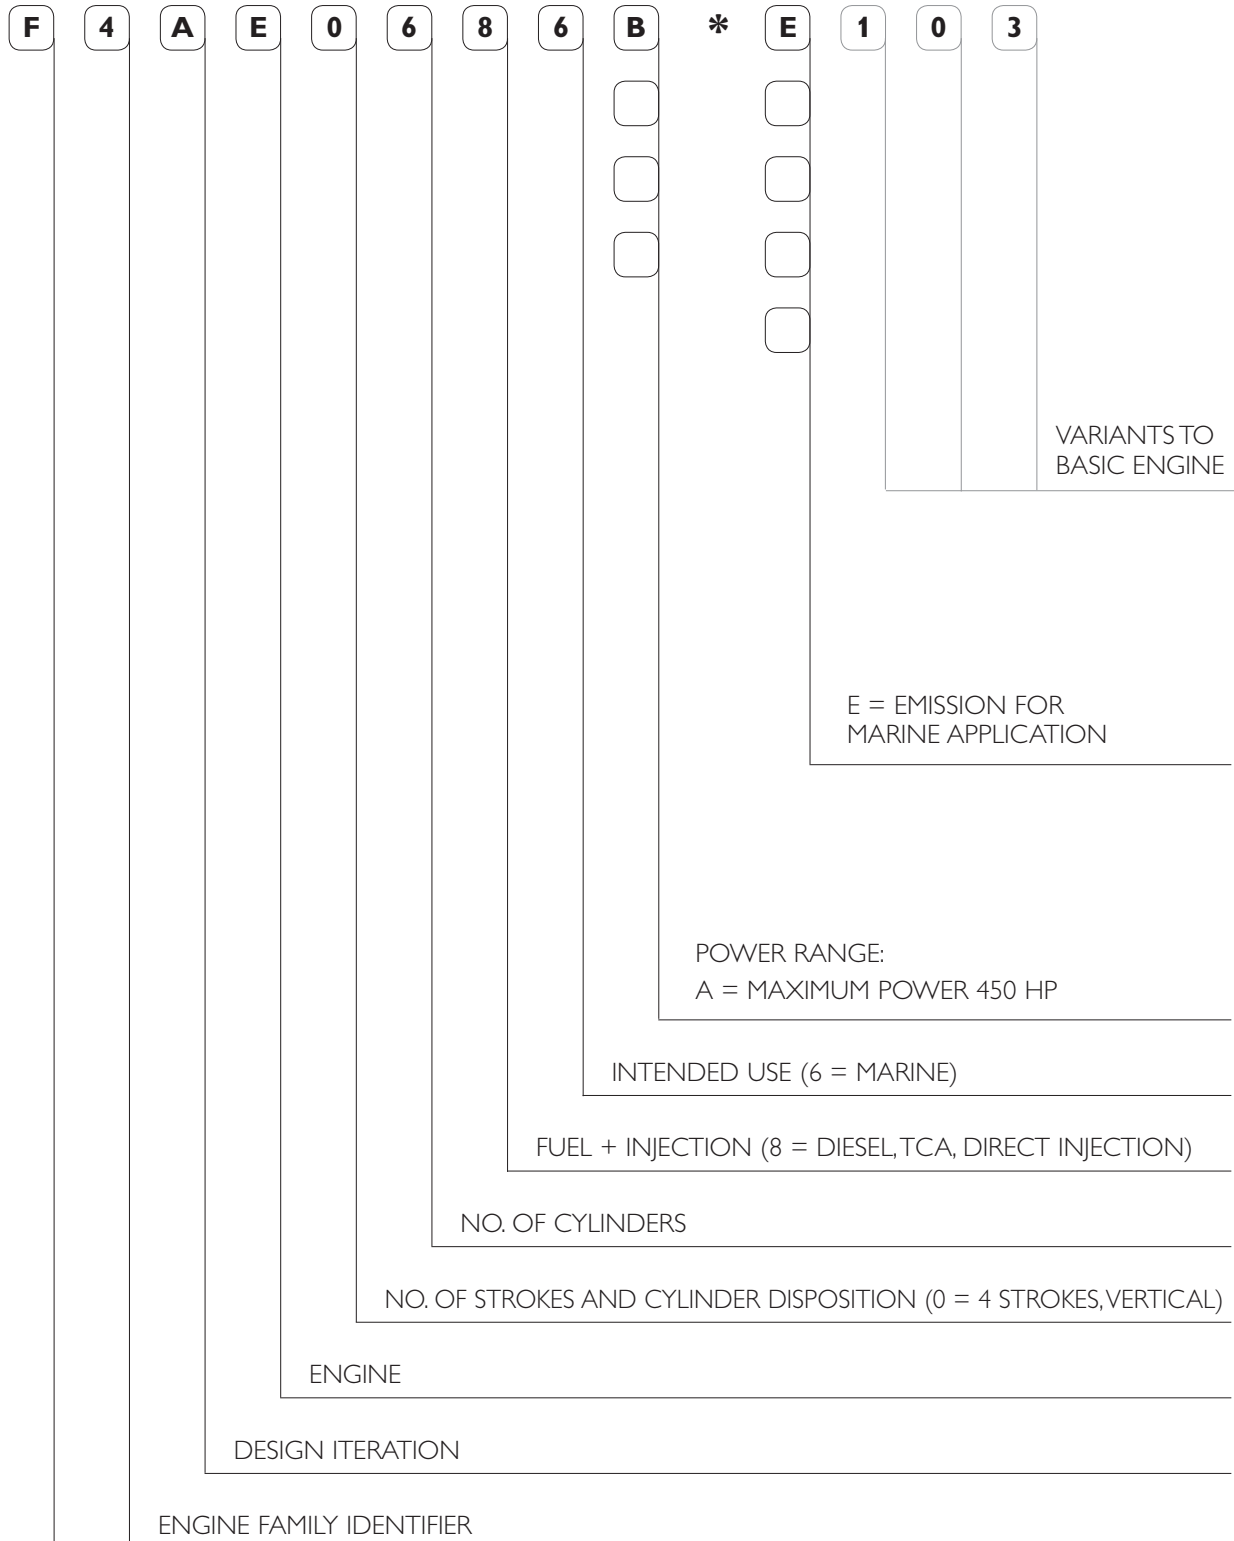 F 4 A E 0 6 8 6 B * E 1 0 3
VARIANTS TO
BASIC ENGINE
E = EMISSION FOR
MARINE APPLICATION
POWER RANGE:
A = MAXIMUM POWER 450 HP
INTENDED USE (6 = MARINE)
FUEL + INJECTION (8 = DIESEL, TCA, DIRECT INJECTION)
NO. OF CYLINDERS
NO. OF STROKES AND CYLINDER DISPOSITION (0 = 4 STROKES, VERTICAL)
ENGINE
DESIGN ITERATION
ENGINE FAMILY IDENTIFIER